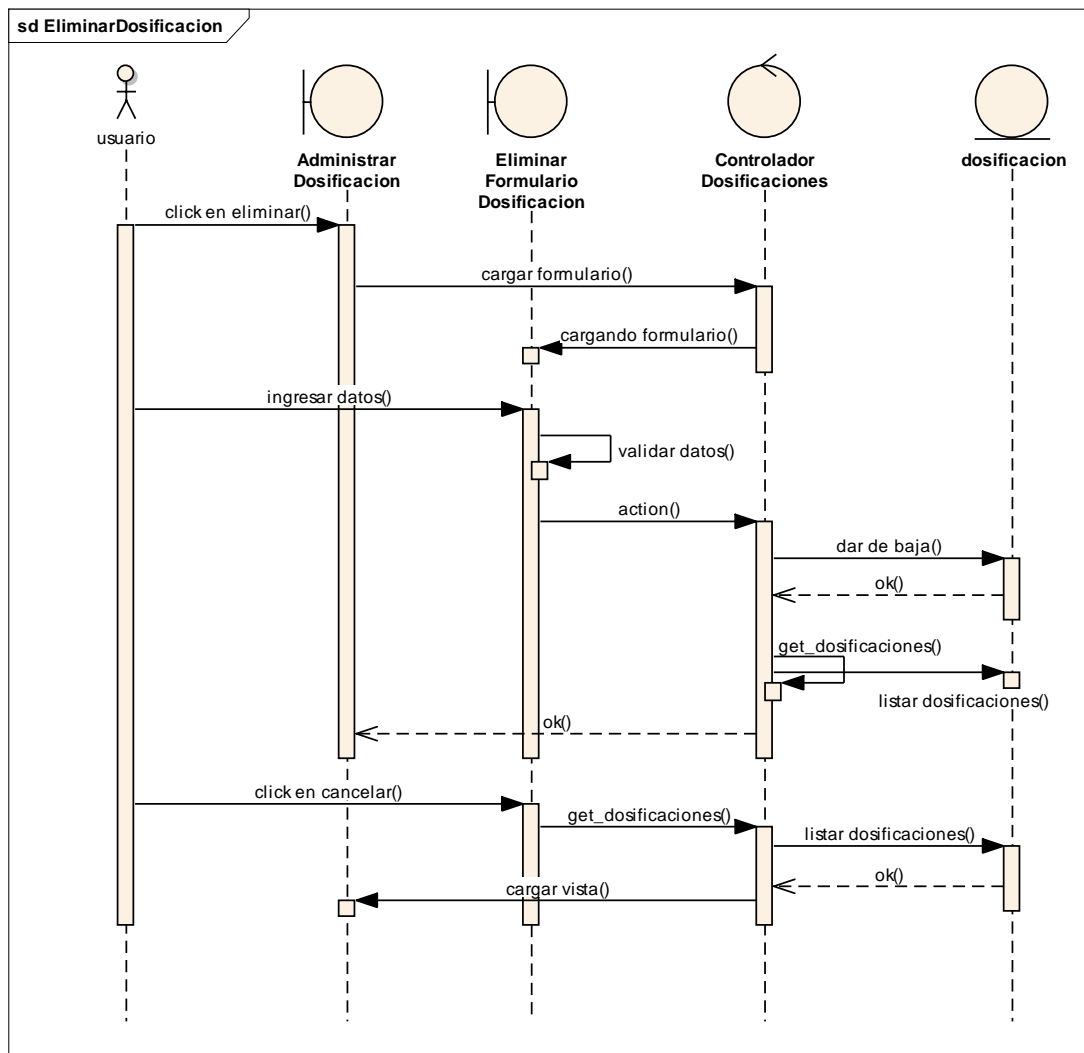 sd EliminarDosificacion
usuario
Administrar
Dosificacion
Eliminar
Formulario
Dosificacion
Controlador
Dosificaciones
dosificacion
click en eliminar()
cargar formulario()
cargando formulario()
ingresar datos()
validar datos()
action()
dar de baja()
ok()
get_dosificaciones()
listar dosificaciones()
ok()
click en cancelar()
get_dosificaciones()
listar dosificaciones()
ok()
cargar vista()